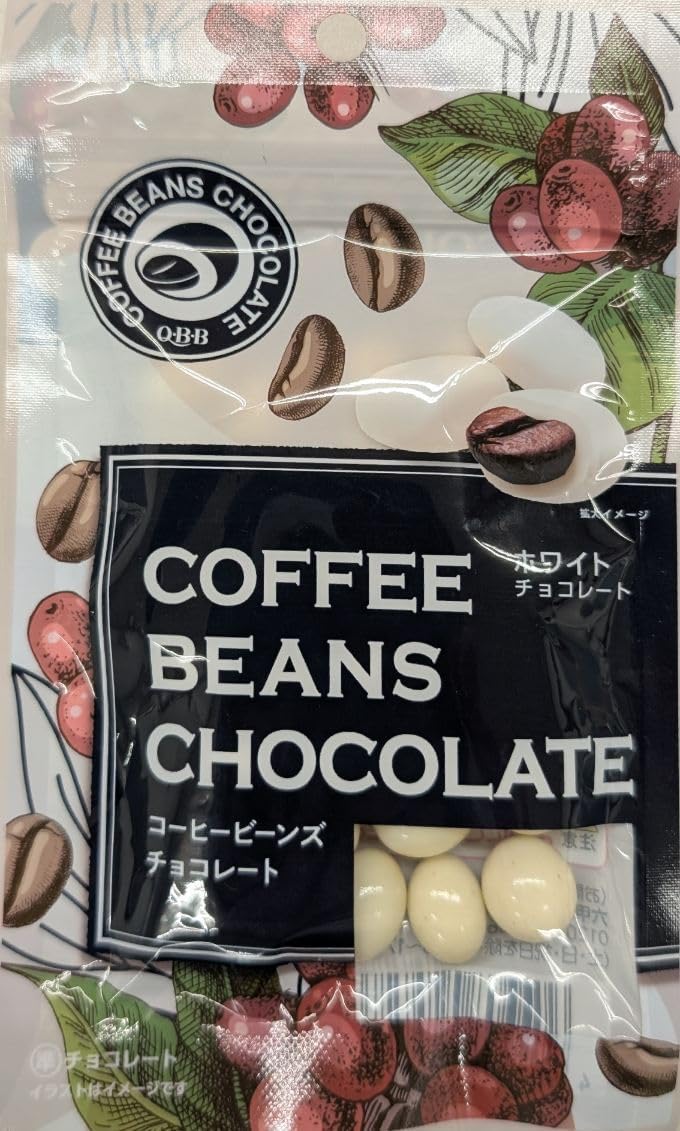 COFFEE BEANS CHOCOLATE
Q·B·B
拡大イメージ
COFFEE
BEANS
CHOCOLATE
ホワイト
チョコレート
コーヒービーンズ
チョコレート
準チョコレート
イラストはイメージです